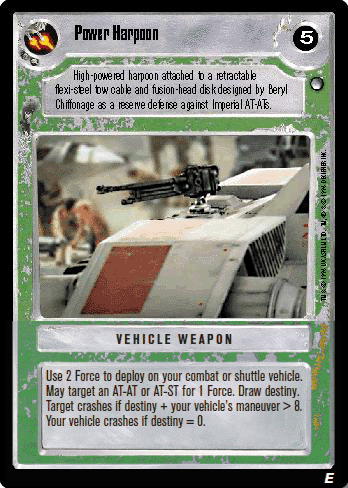 Power Harpoon
5
High-powered harpoon attached to a retractable
flexi-steel tow cable and fusion-head disk designed by Beryl
Chiffonage as a reserve defense against Imperial AT-ATs.
VEHICLE WEAPON
Use 2 Force to deploy on your combat or shuttle vehicle.
May target an AT-AT or AT-ST for 1 Force. Draw destiny.
Target crashes if destiny + your vehicle's maneuver > 8.
Your vehicle crashes if destiny = 0.
E